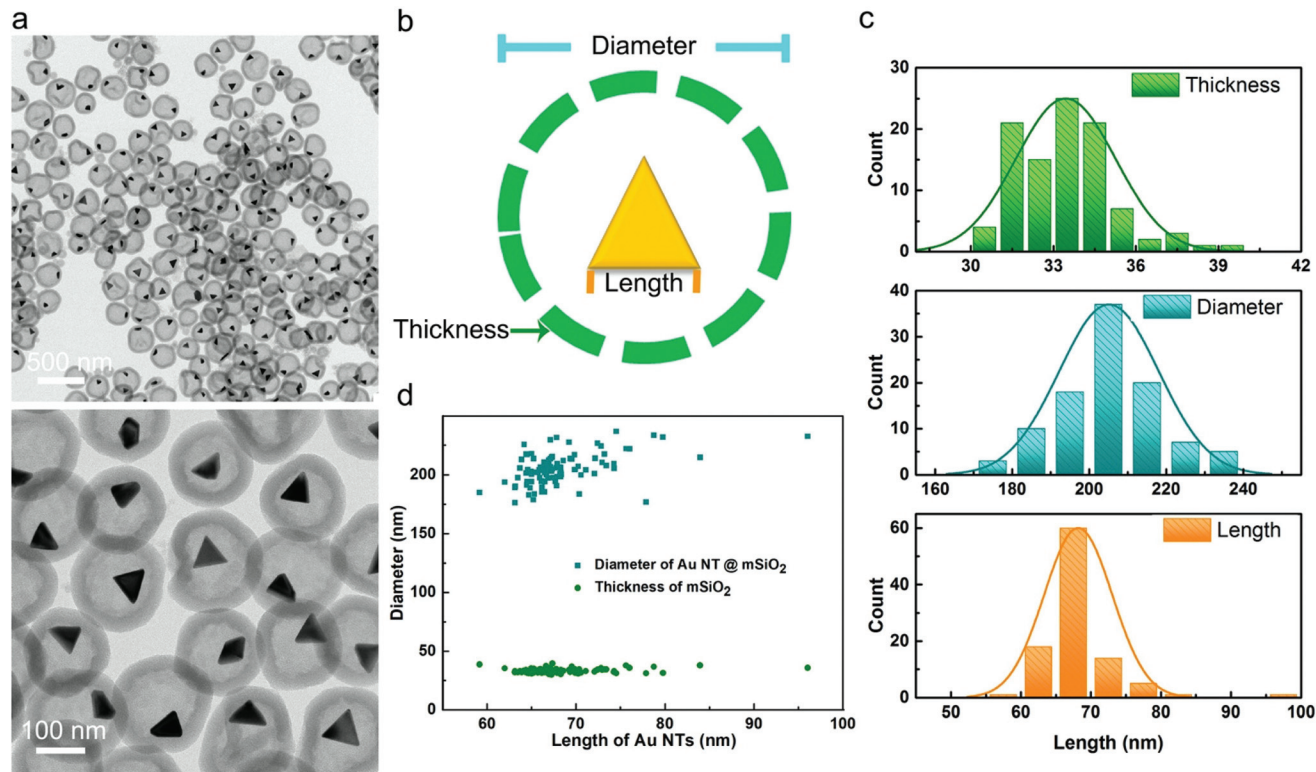 a
500 nm
100 nm
b
Diameter
Length
Thickness
c
30
20
10
0
Count
Thickness
30
33
36
39
42
40
30
20
10
0
Count
Diameter
160
180
200
220
240
60
40
20
0
Count
Length
50
60
70
80
90
100
Length (nm)
d
250
200
150
100
50
0
Diameter (nm)
Diameter of Au NT @ mSiO₂
Thickness of mSiO₂
60
70
80
90
100
Length of Au NTs (nm)